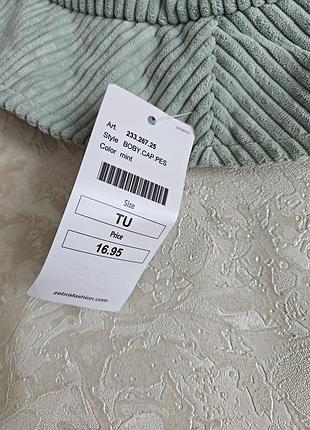 Art. 233.267.25
Style BOBY.CAP.PES
Color mint
Size
TU
Price
16.95
zebrafashion.com